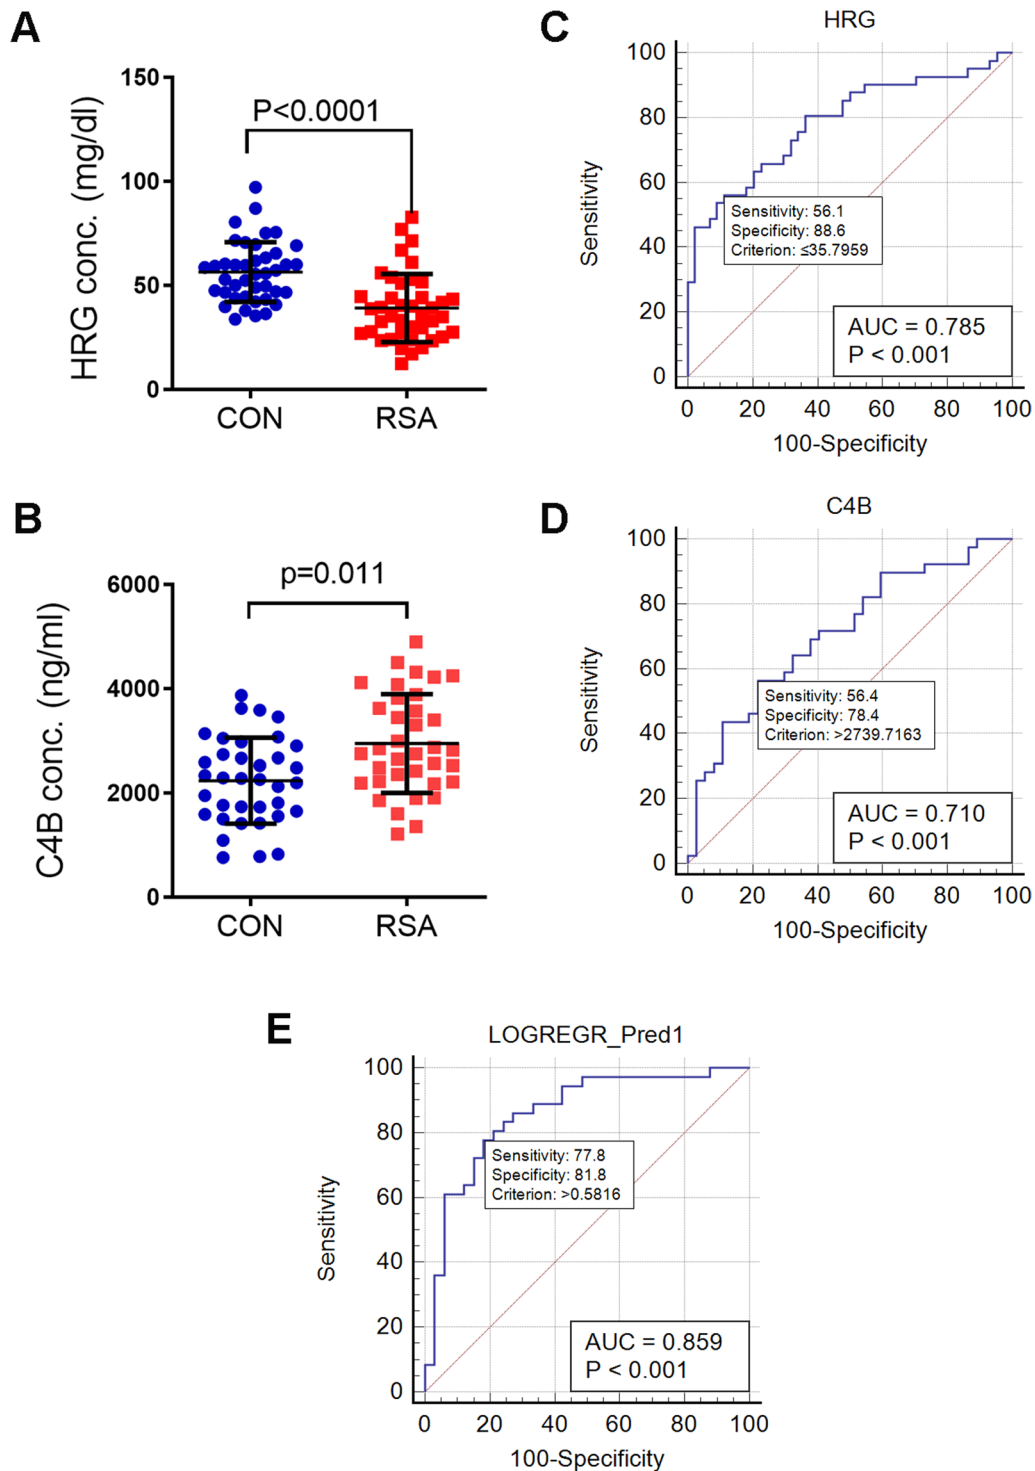 A
150
100
50
0
HRG conc. (mg/dl)
P<0.0001
CON
RSA
C
HRG
100
80
60
40
20
0
Sensitivity
Sensitivity: 56.1
Specificity: 88.6
Criterion: ≤35.7959
AUC = 0.785
P < 0.001
0 20 40 60 80 100
100-Specificity
B
6000
4000
2000
0
C4B conc. (ng/ml)
p=0.011
CON
RSA
D
C4B
100
80
60
40
20
0
Sensitivity
Sensitivity: 56.4
Specificity: 78.4
Criterion: >2739.7163
AUC = 0.710
P < 0.001
0 20 40 60 80 100
100-Specificity
E
LOGREGR_Pred1
100
80
60
40
20
0
Sensitivity
Sensitivity: 77.8
Specificity: 81.8
Criterion: >0.5816
AUC = 0.859
P < 0.001
0 20 40 60 80 100
100-Specificity